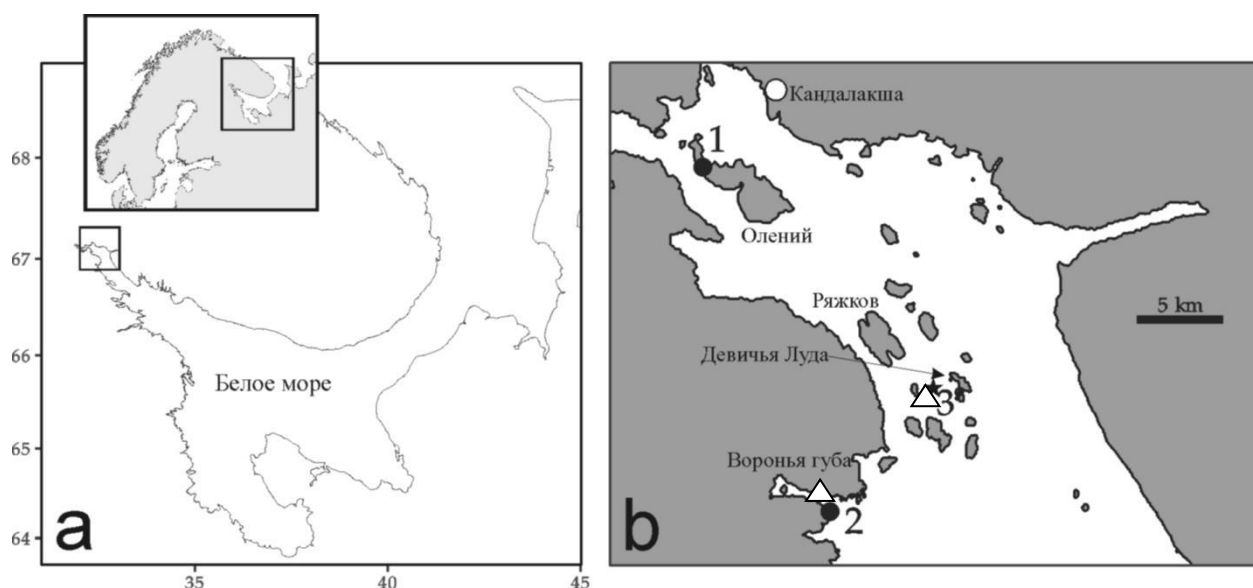 68
67
66
65
64
35
40
45
Белое море
a
Кандалакша
1
Олений
Ряжков
5 km
Девичья Луда
3
Воронья губа
2
b